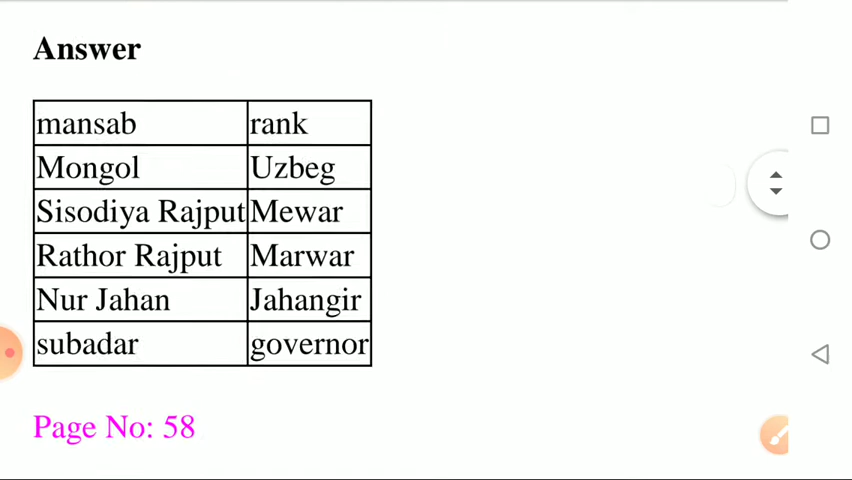 Answer
mansab rank
Mongol Uzbeg
Sisodiya Rajput Mewar
Rathor Rajput Marwar
Nur Jahan Jahangir
subadar governor
Page No: 58